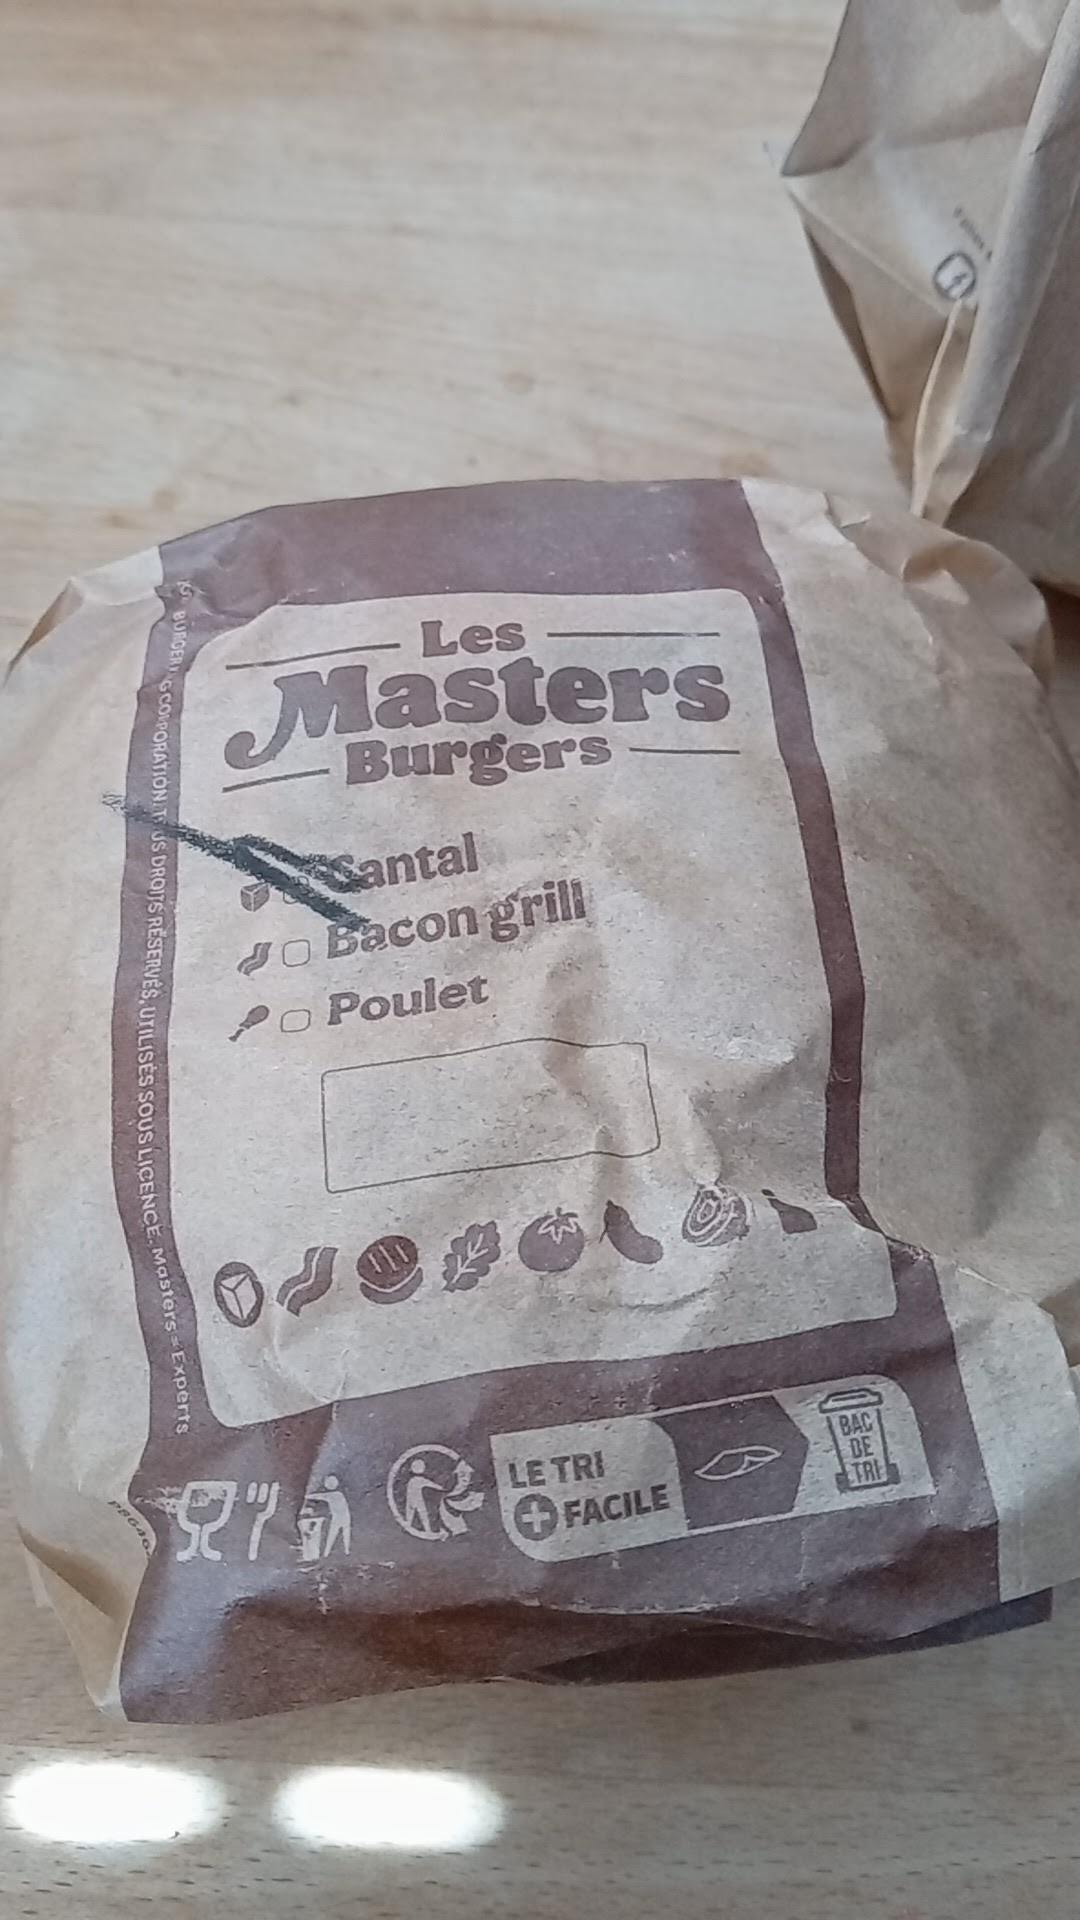 Les
Masters
Burgers
Cantal
Bacon grill
Poulet
BURGER KING CORPORATION. TOUS DROITS RÉSERVÉS, UTILISÉS SOUS LICENCE. Masters = Experts
LE TRI
+ FACILE
BAC
DE
TRI